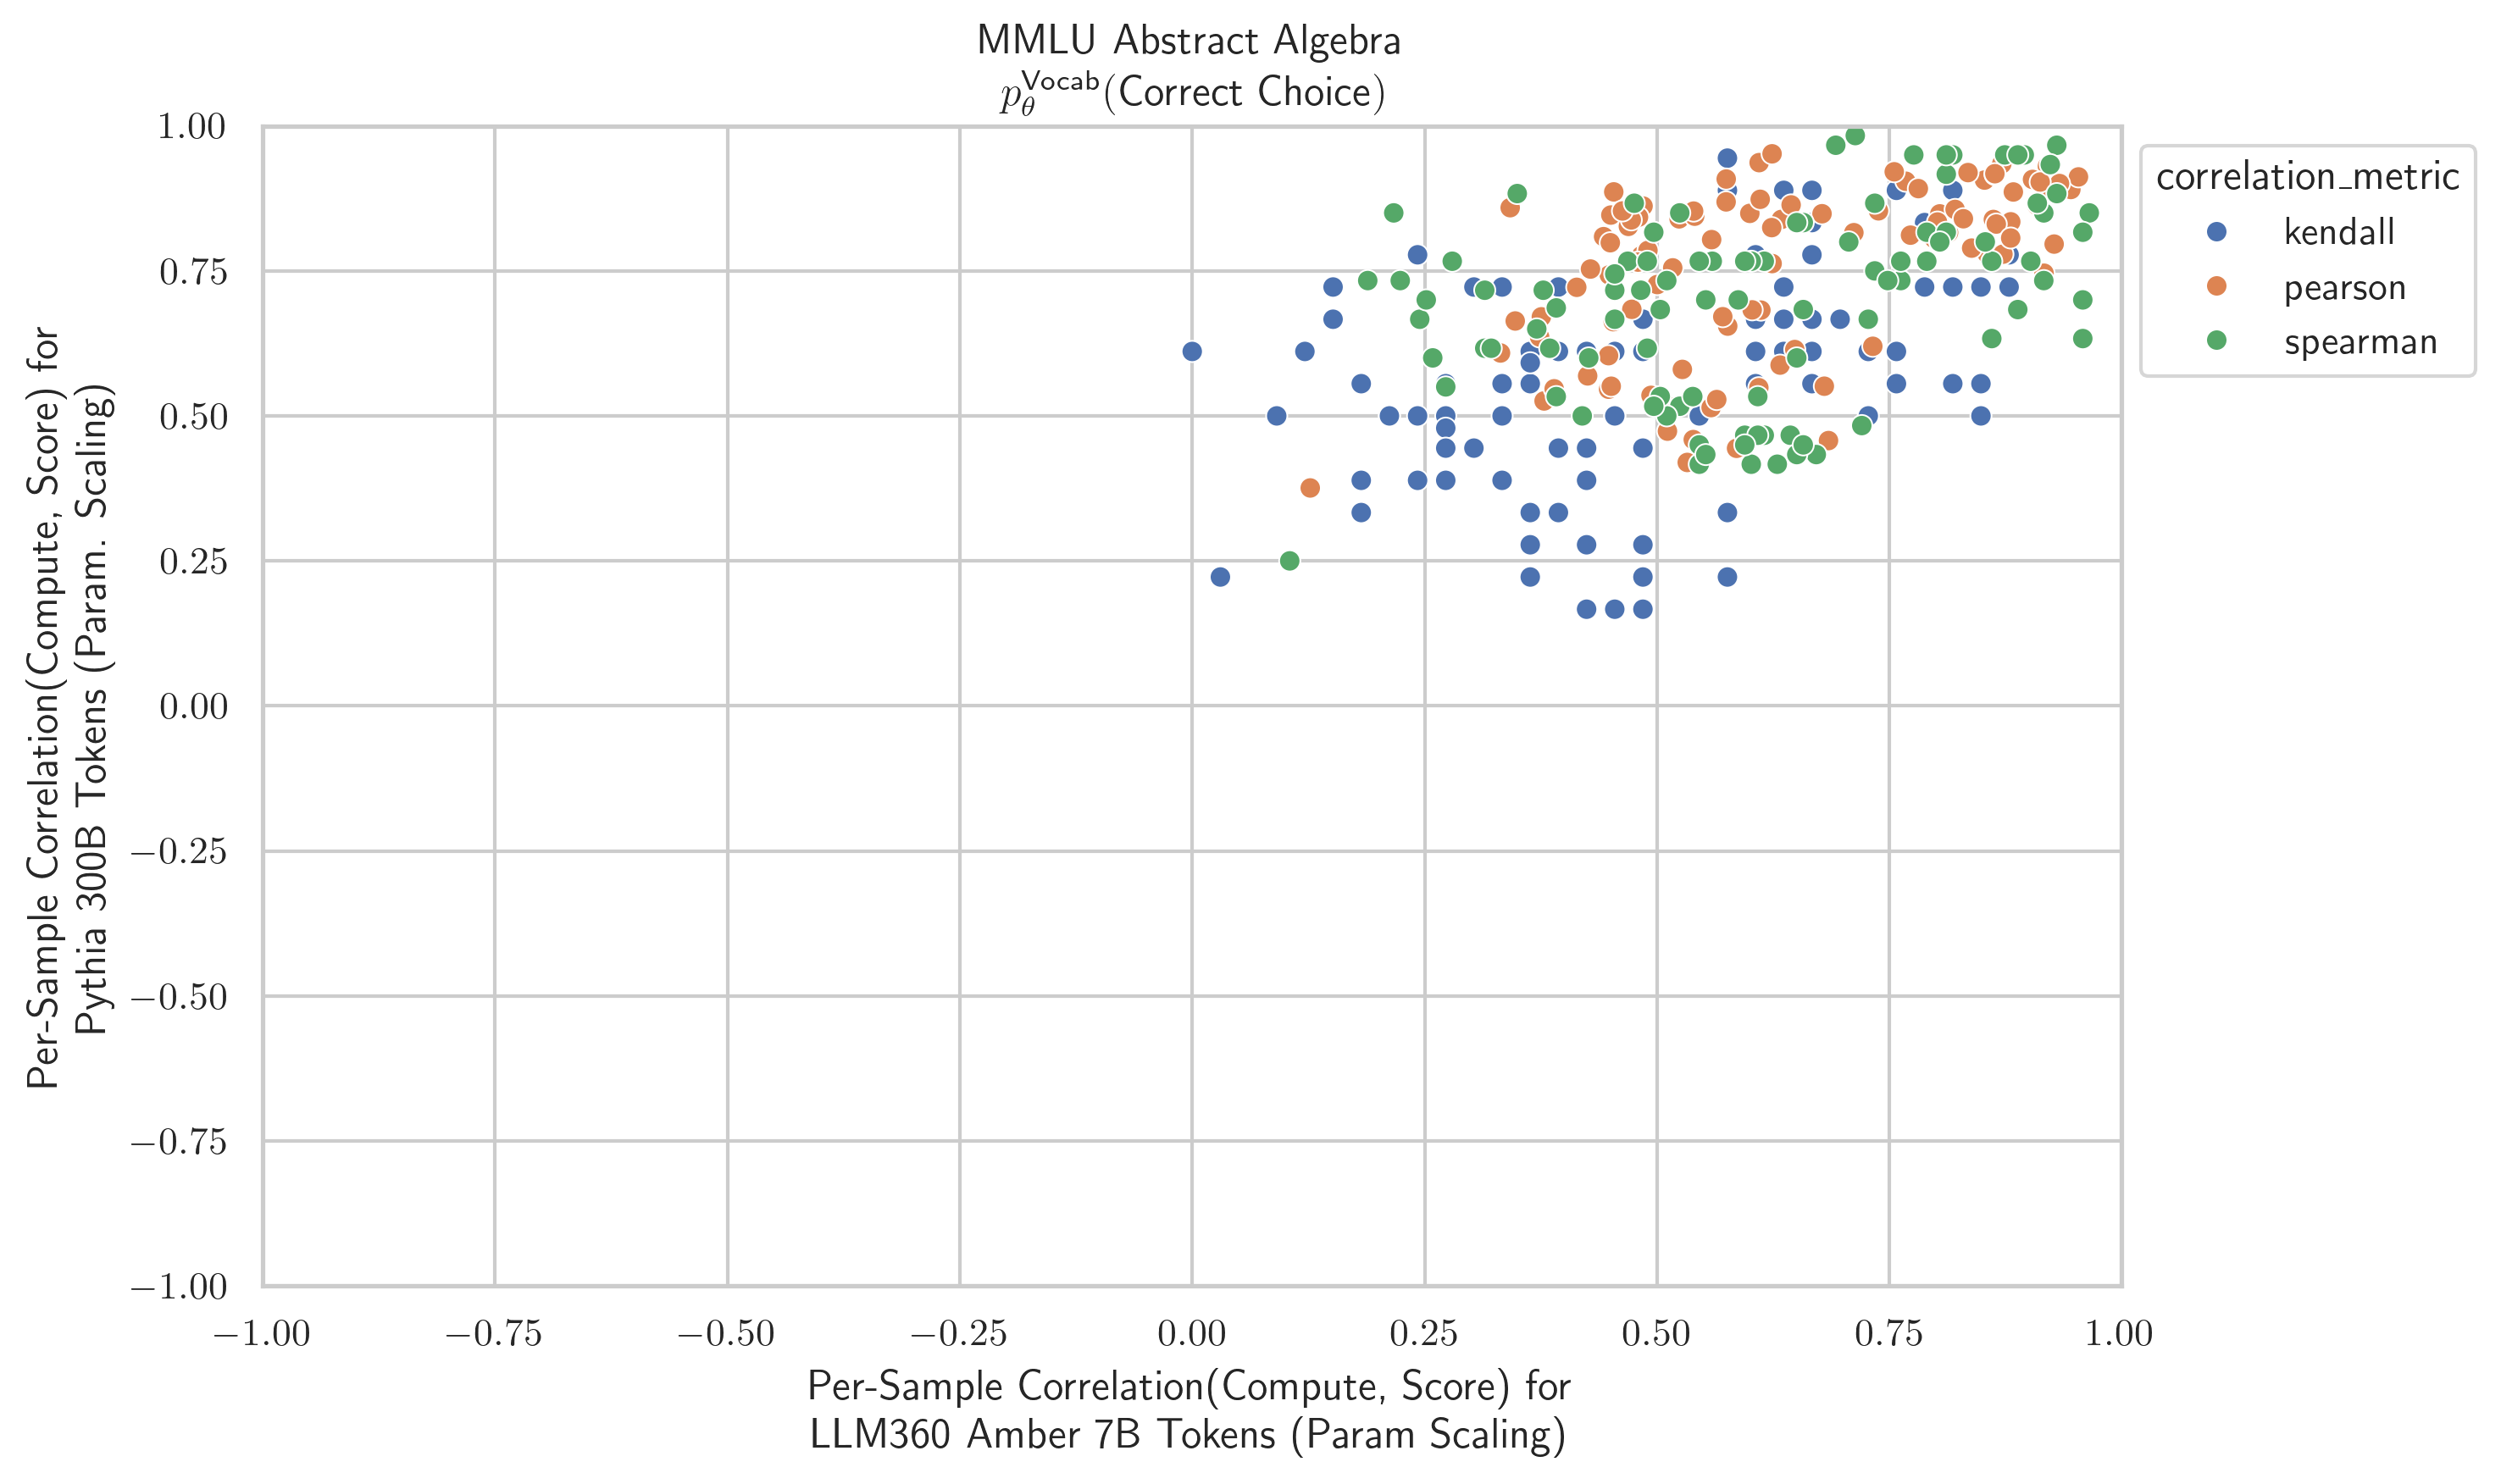 MMLU Abstract Algebra
p_θ^Vocab(Correct Choice)
Per-Sample Correlation(Compute, Score) for
Pythia 300B Tokens (Param. Scaling)
1.00
0.75
0.50
0.25
0.00
−0.25
−0.50
−0.75
−1.00
correlation_metric
kendall
pearson
spearman
−1.00 −0.75 −0.50 −0.25 0.00 0.25 0.50 0.75 1.00
Per-Sample Correlation(Compute, Score) for
LLM360 Amber 7B Tokens (Param Scaling)